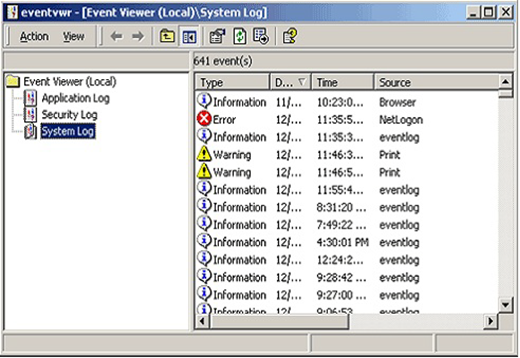 eventvwr - [Event Viewer (Local)\System Log]
Action View
641 event(s)
Event Viewer (Local)
Application Log
Security Log
System Log
Type D... Time Source
Information 11/... 10:23:0... Browser
Error 12/... 11:35:5... NetLogon
Information 12/... 11:35:3... eventlog
Warning 12/... 11:46:3... Print
Warning 12/... 11:46:5... Print
Information 12/... 11:55:4... eventlog
Information 12/... 8:31:20 ... eventlog
Information 12/... 7:49:22 ... eventlog
Information 12/... 4:30:01 PM eventlog
Information 12/... 12:24:2... eventlog
Information 12/... 9:28:42 ... eventlog
Information 12/... 9:27:00 ... eventlog
Information 12/... 9:06:53 eventlog